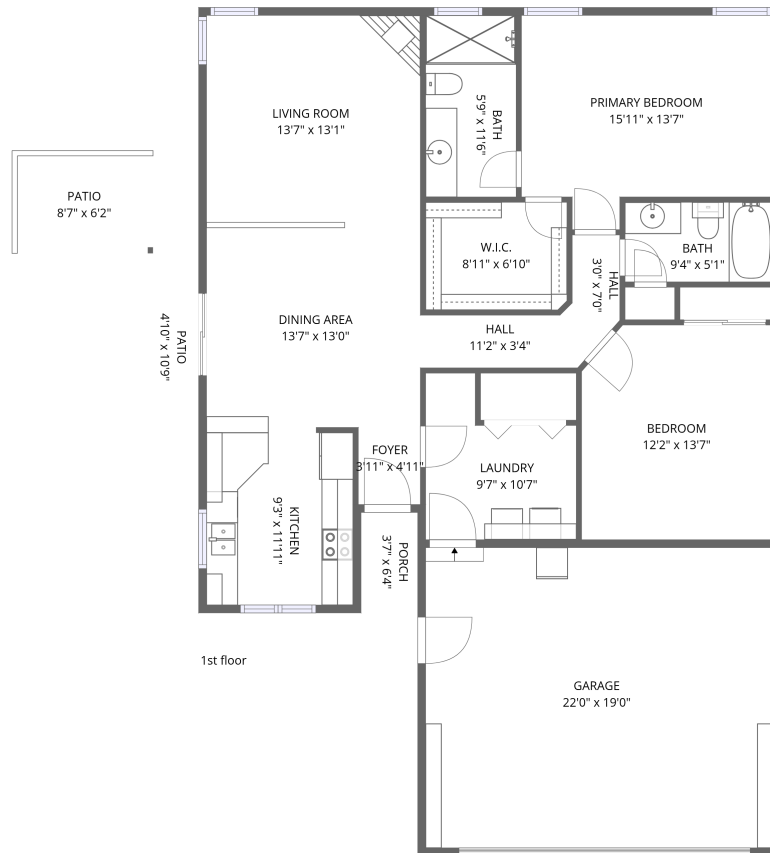 LIVING ROOM
13'7" x 13'1"
BATH
5'9" x 11'6"
PRIMARY BEDROOM
15'11" x 13'7"
PATIO
8'7" x 6'2"
W.I.C.
8'11" x 6'10"
BATH
9'4" x 5'1"
HALL
3'0" x 7'0"
PATIO
4'10" x 10'9"
DINING AREA
13'7" x 13'0"
HALL
11'2" x 3'4"
BEDROOM
12'2" x 13'7"
FOYER
3'11" x 4'11"
LAUNDRY
9'7" x 10'7"
KITCHEN
9'3" x 11'11"
PORCH
3'7" x 6'4"
1st floor
GARAGE
22'0" x 19'0"